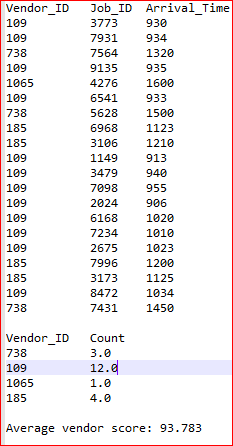 Vendor_ID Job_ID Arrival_Time
109 3773 930
109 7931 934
738 7564 1320
109 9135 935
1065 4276 1600
109 6541 933
738 5628 1500
185 6968 1123
185 3106 1210
109 1149 913
109 3479 940
109 7098 955
109 2024 906
109 6168 1020
109 7234 1010
109 2675 1023
185 7996 1200
185 3173 1125
109 8472 1034
738 7431 1450
Vendor_ID Count
738 3.0
109 12.0
1065 1.0
185 4.0
Average vendor score: 93.783